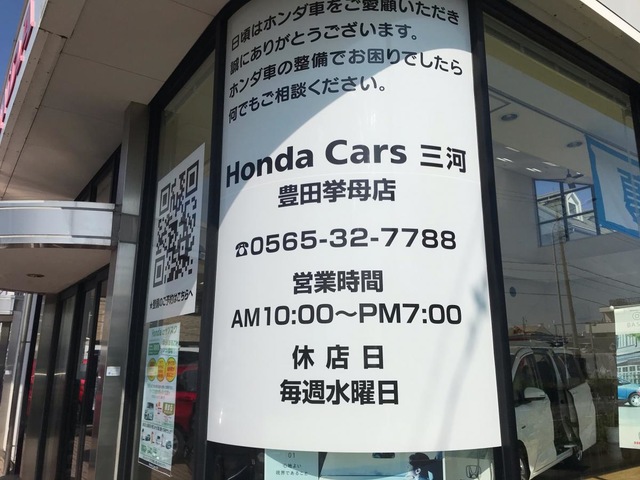 日頃はホンダ車をご愛顧いただき
誠にありがとうございます。
ホンダ車の整備でお困りでしたら
何でもご相談ください。
Honda Cars 三河
豊田挙母店
☎0565-32-7788
営業時間
AM10:00〜PM7:00
休店日
毎週水曜日